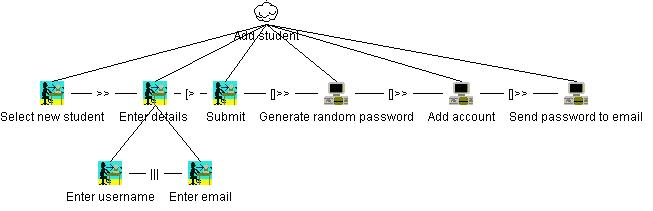 Add student
>> [> []>> []>> []>>
Select new student Enter details Submit Generate random password Add account Send password to email
|||
Enter username Enter email